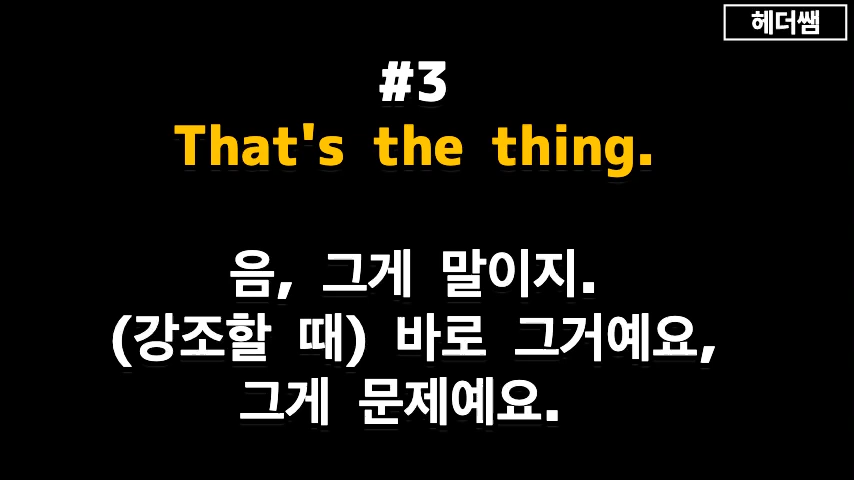 헤더쌤
#3
That's the thing.
음, 그게 말이지.
(강조할 때) 바로 그거예요,
그게 문제예요.